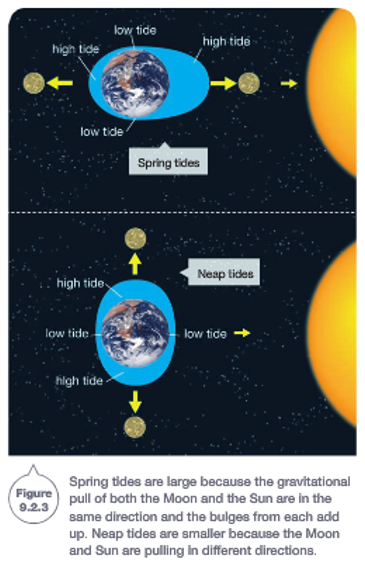 low tide
high tide
high tide
low tide
Spring tides
Neap tides
high tide
low tide
low tide
high tide
Figure
9.2.3
Spring tides are large because the gravitational
pull of both the Moon and the Sun are in the
same direction and the bulges from each add
up. Neap tides are smaller because the Moon
and Sun are pulling in different directions.